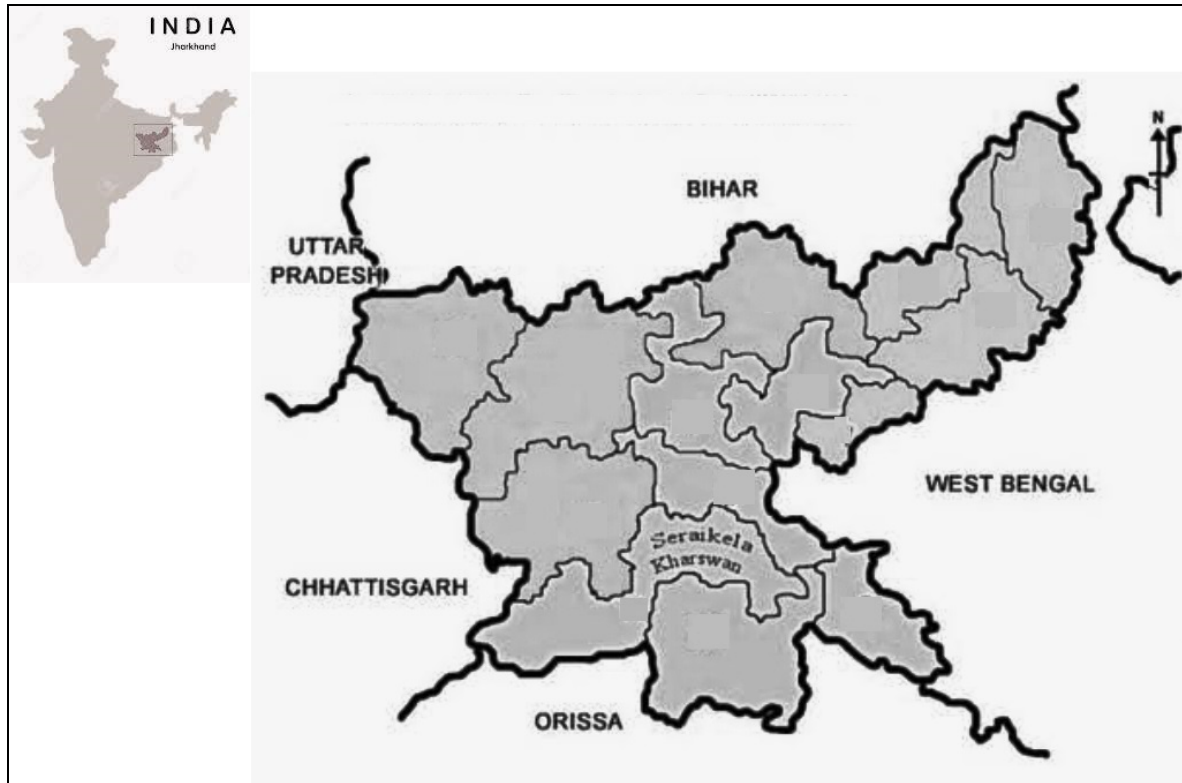 INDIA
Jharkhand
N
BIHAR
UTTAR
PRADESH
WEST BENGAL
Seraikela
Kharswan
CHHATTISGARH
ORISSA